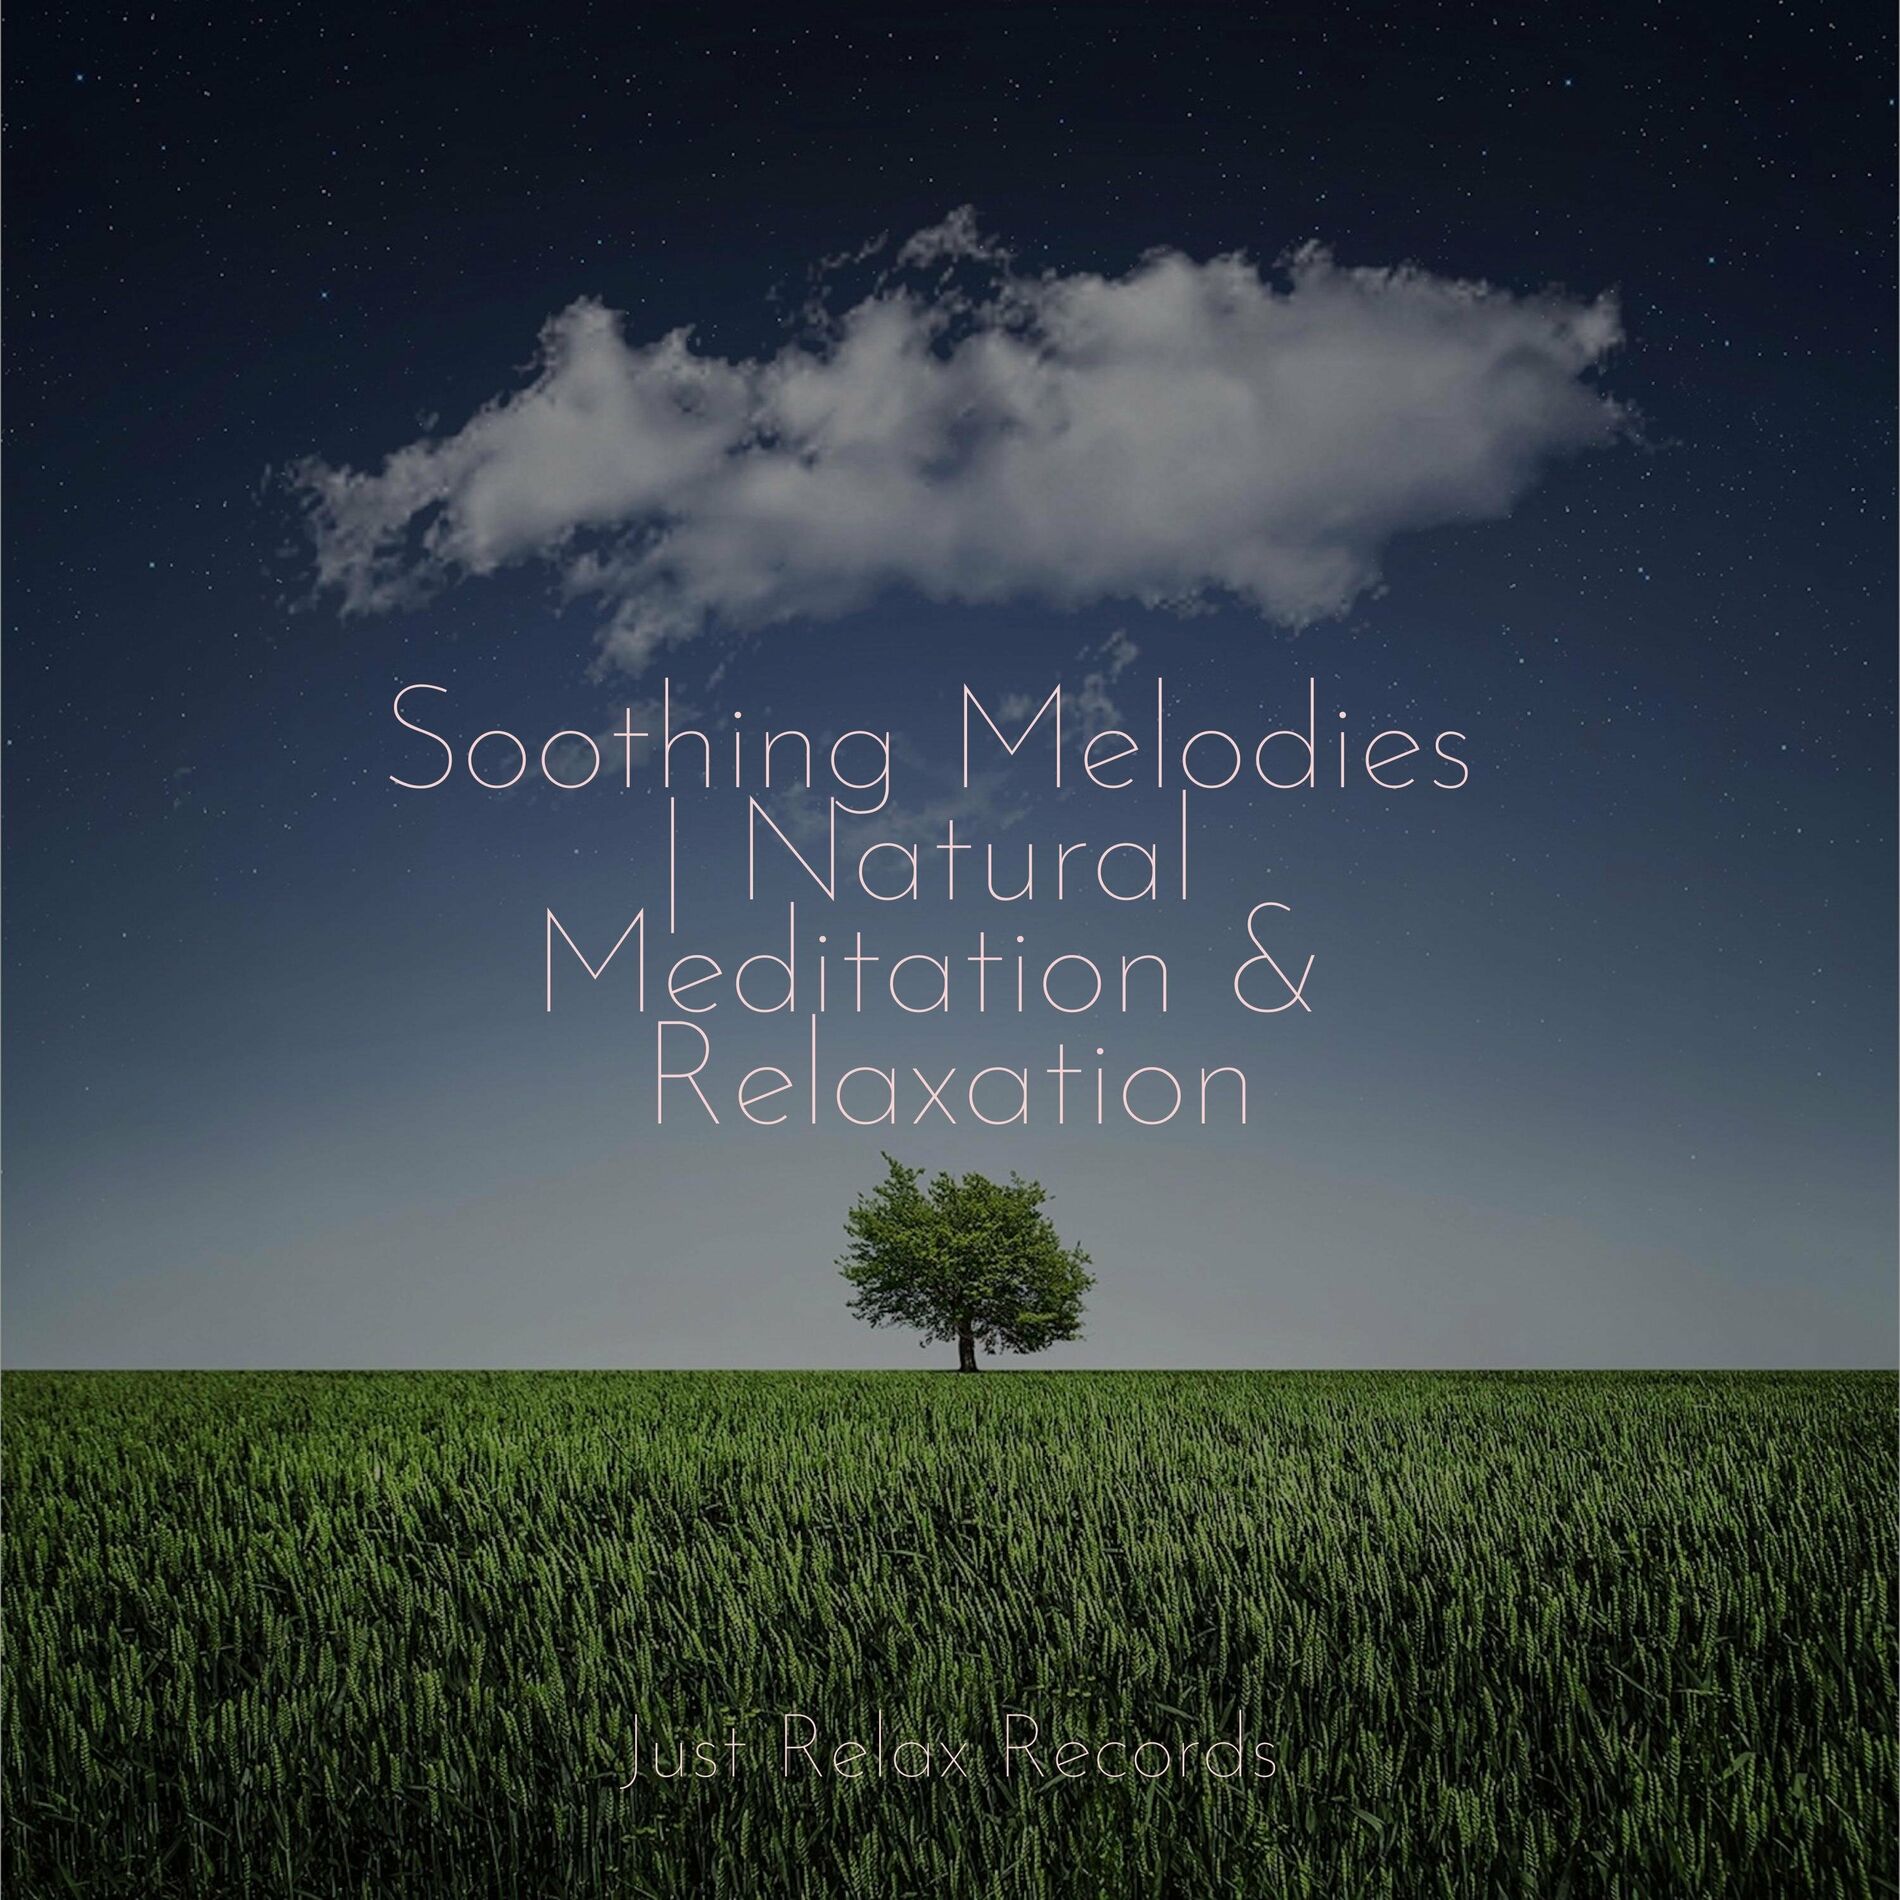 Soothing Melodies
| Natural
Meditation &
Relaxation
Just Relax Records